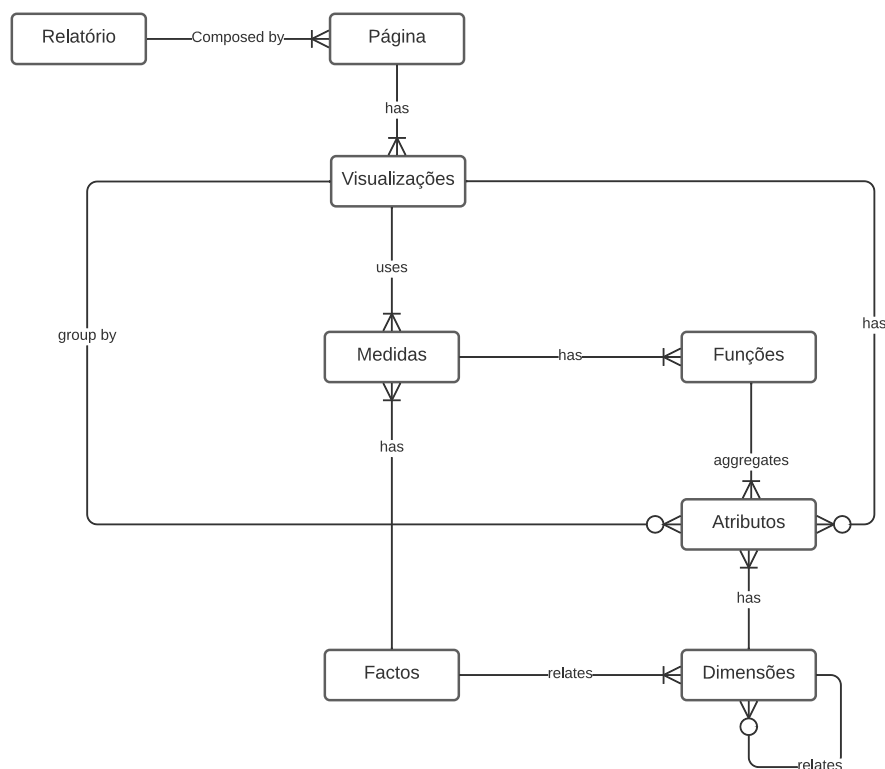 Relatório
Composed by
Página
has
Visualizações
uses
group by
has
Medidas
has
Funções
has
aggregates
Atributos
has
Factos
relates
Dimensões
relates